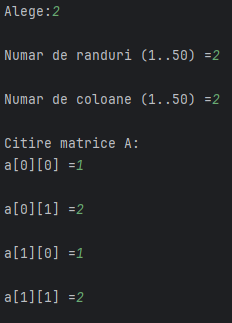 Alege:2
Numar de randuri (1..50) =2
Numar de coloane (1..50) =2
Citire matrice A:
a[0][0] =1
a[0][1] =2
a[1][0] =1
a[1][1] =2